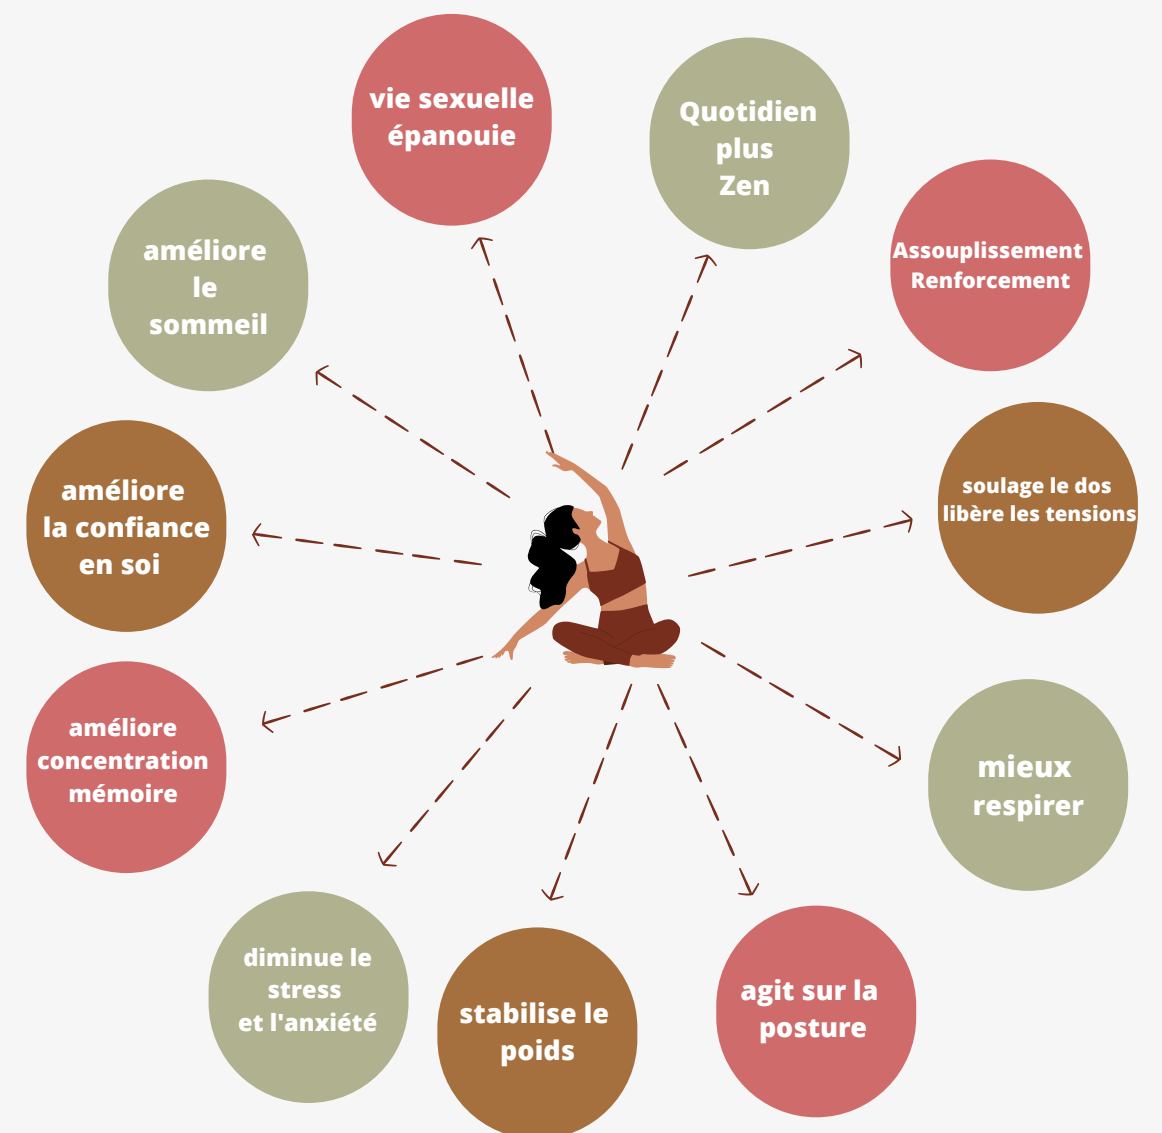 vie sexuelle
épanouie
Quotidien
plus
Zen
Assouplissement
Renforcement
améliore
le
sommeil
soulage le dos
libère les tensions
améliore
la confiance
en soi
améliore
concentration
mémoire
mieux
respirer
diminue le
stress
et l'anxiété
stabilise le
poids
agit sur la
posture